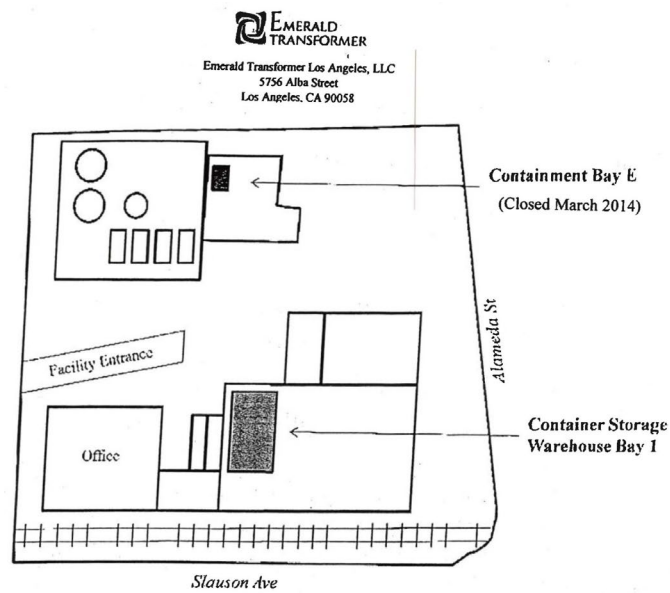 EMERALD
TRANSFORMER
Emerald Transformer Los Angeles, LLC
5756 Alba Street
Los Angeles, CA 90058
Containment Bay E
(Closed March 2014)
Alameda St
Facility Entrance
Container Storage
Warehouse Bay 1
Office
Slauson Ave